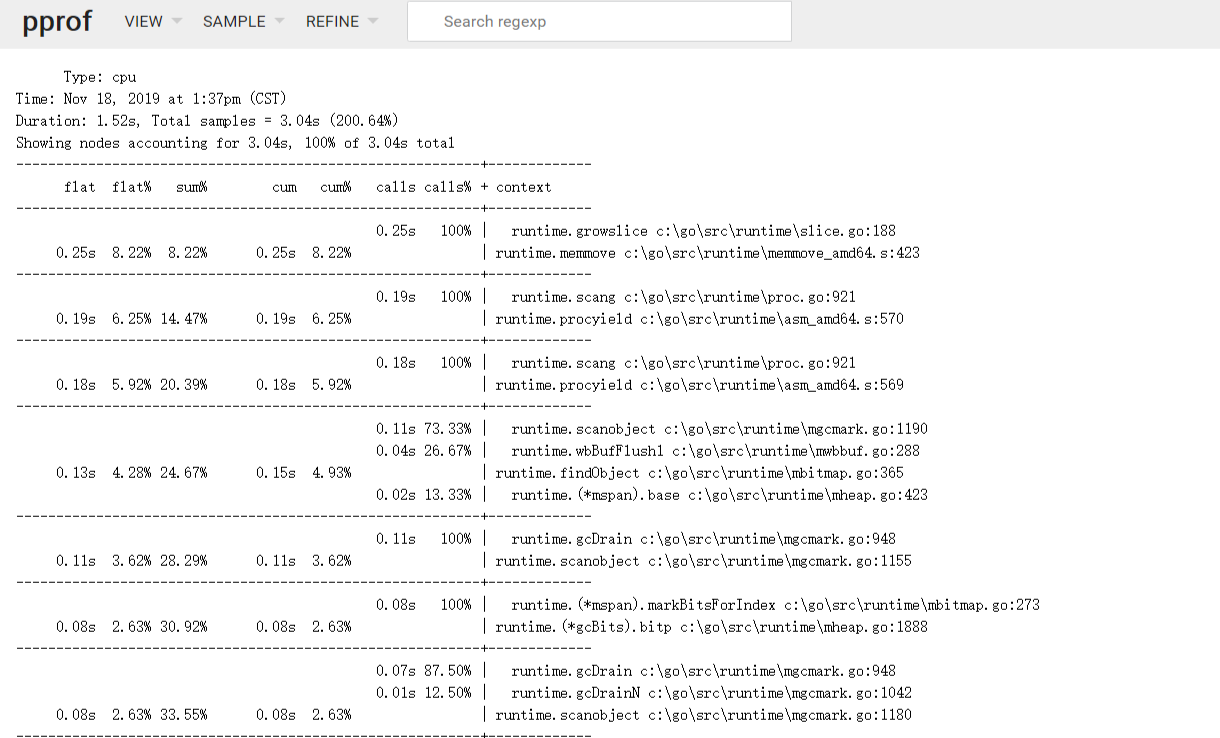 pprof VIEW SAMPLE REFINE Search regexp
Type: cpu
Time: Nov 18, 2019 at 1:37pm (CST)
Duration: 1.52s, Total samples = 3.04s (200.64%)
Showing nodes accounting for 3.04s, 100% of 3.04s total
----------------------------------------------------------+-------------
flat flat% sum% cum cum% calls calls% + context
----------------------------------------------------------+-------------
0.25s 100% | runtime.growslice c:\go\src\runtime\slice.go:188
0.25s 8.22% 8.22% 0.25s 8.22% | runtime.memmove c:\go\src\runtime\memmove_amd64.s:423
----------------------------------------------------------+-------------
0.19s 100% | runtime.scang c:\go\src\runtime\proc.go:921
0.19s 6.25% 14.47% 0.19s 6.25% | runtime.procyield c:\go\src\runtime\asm_amd64.s:570
----------------------------------------------------------+-------------
0.18s 100% | runtime.scang c:\go\src\runtime\proc.go:921
0.18s 5.92% 20.39% 0.18s 5.92% | runtime.procyield c:\go\src\runtime\asm_amd64.s:569
----------------------------------------------------------+-------------
0.11s 73.33% | runtime.scanobject c:\go\src\runtime\mgcmark.go:1190
0.04s 26.67% | runtime.wbBufFlush1 c:\go\src\runtime\mwbbuf.go:288
0.13s 4.28% 24.67% 0.15s 4.93% | runtime.findObject c:\go\src\runtime\mbitmap.go:365
0.02s 13.33% | runtime.(*mspan).base c:\go\src\runtime\mheap.go:423
----------------------------------------------------------+-------------
0.11s 100% | runtime.gcDrain c:\go\src\runtime\mgcmark.go:948
0.11s 3.62% 28.29% 0.11s 3.62% | runtime.scanobject c:\go\src\runtime\mgcmark.go:1155
----------------------------------------------------------+-------------
0.08s 100% | runtime.(*mspan).markBitsForIndex c:\go\src\runtime\mbitmap.go:273
0.08s 2.63% 30.92% 0.08s 2.63% | runtime.(*gcBits).bitp c:\go\src\runtime\mheap.go:1888
----------------------------------------------------------+-------------
0.07s 87.50% | runtime.gcDrain c:\go\src\runtime\mgcmark.go:948
0.01s 12.50% | runtime.gcDrainN c:\go\src\runtime\mgcmark.go:1042
0.08s 2.63% 33.55% 0.08s 2.63% | runtime.scanobject c:\go\src\runtime\mgcmark.go:1180
----------------------------------------------------------+-------------